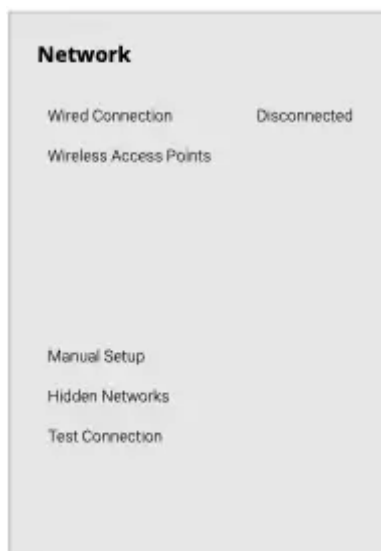 Network
Wired Connection Disconnected
Wireless Access Points
Manual Setup
Hidden Networks
Test Connection